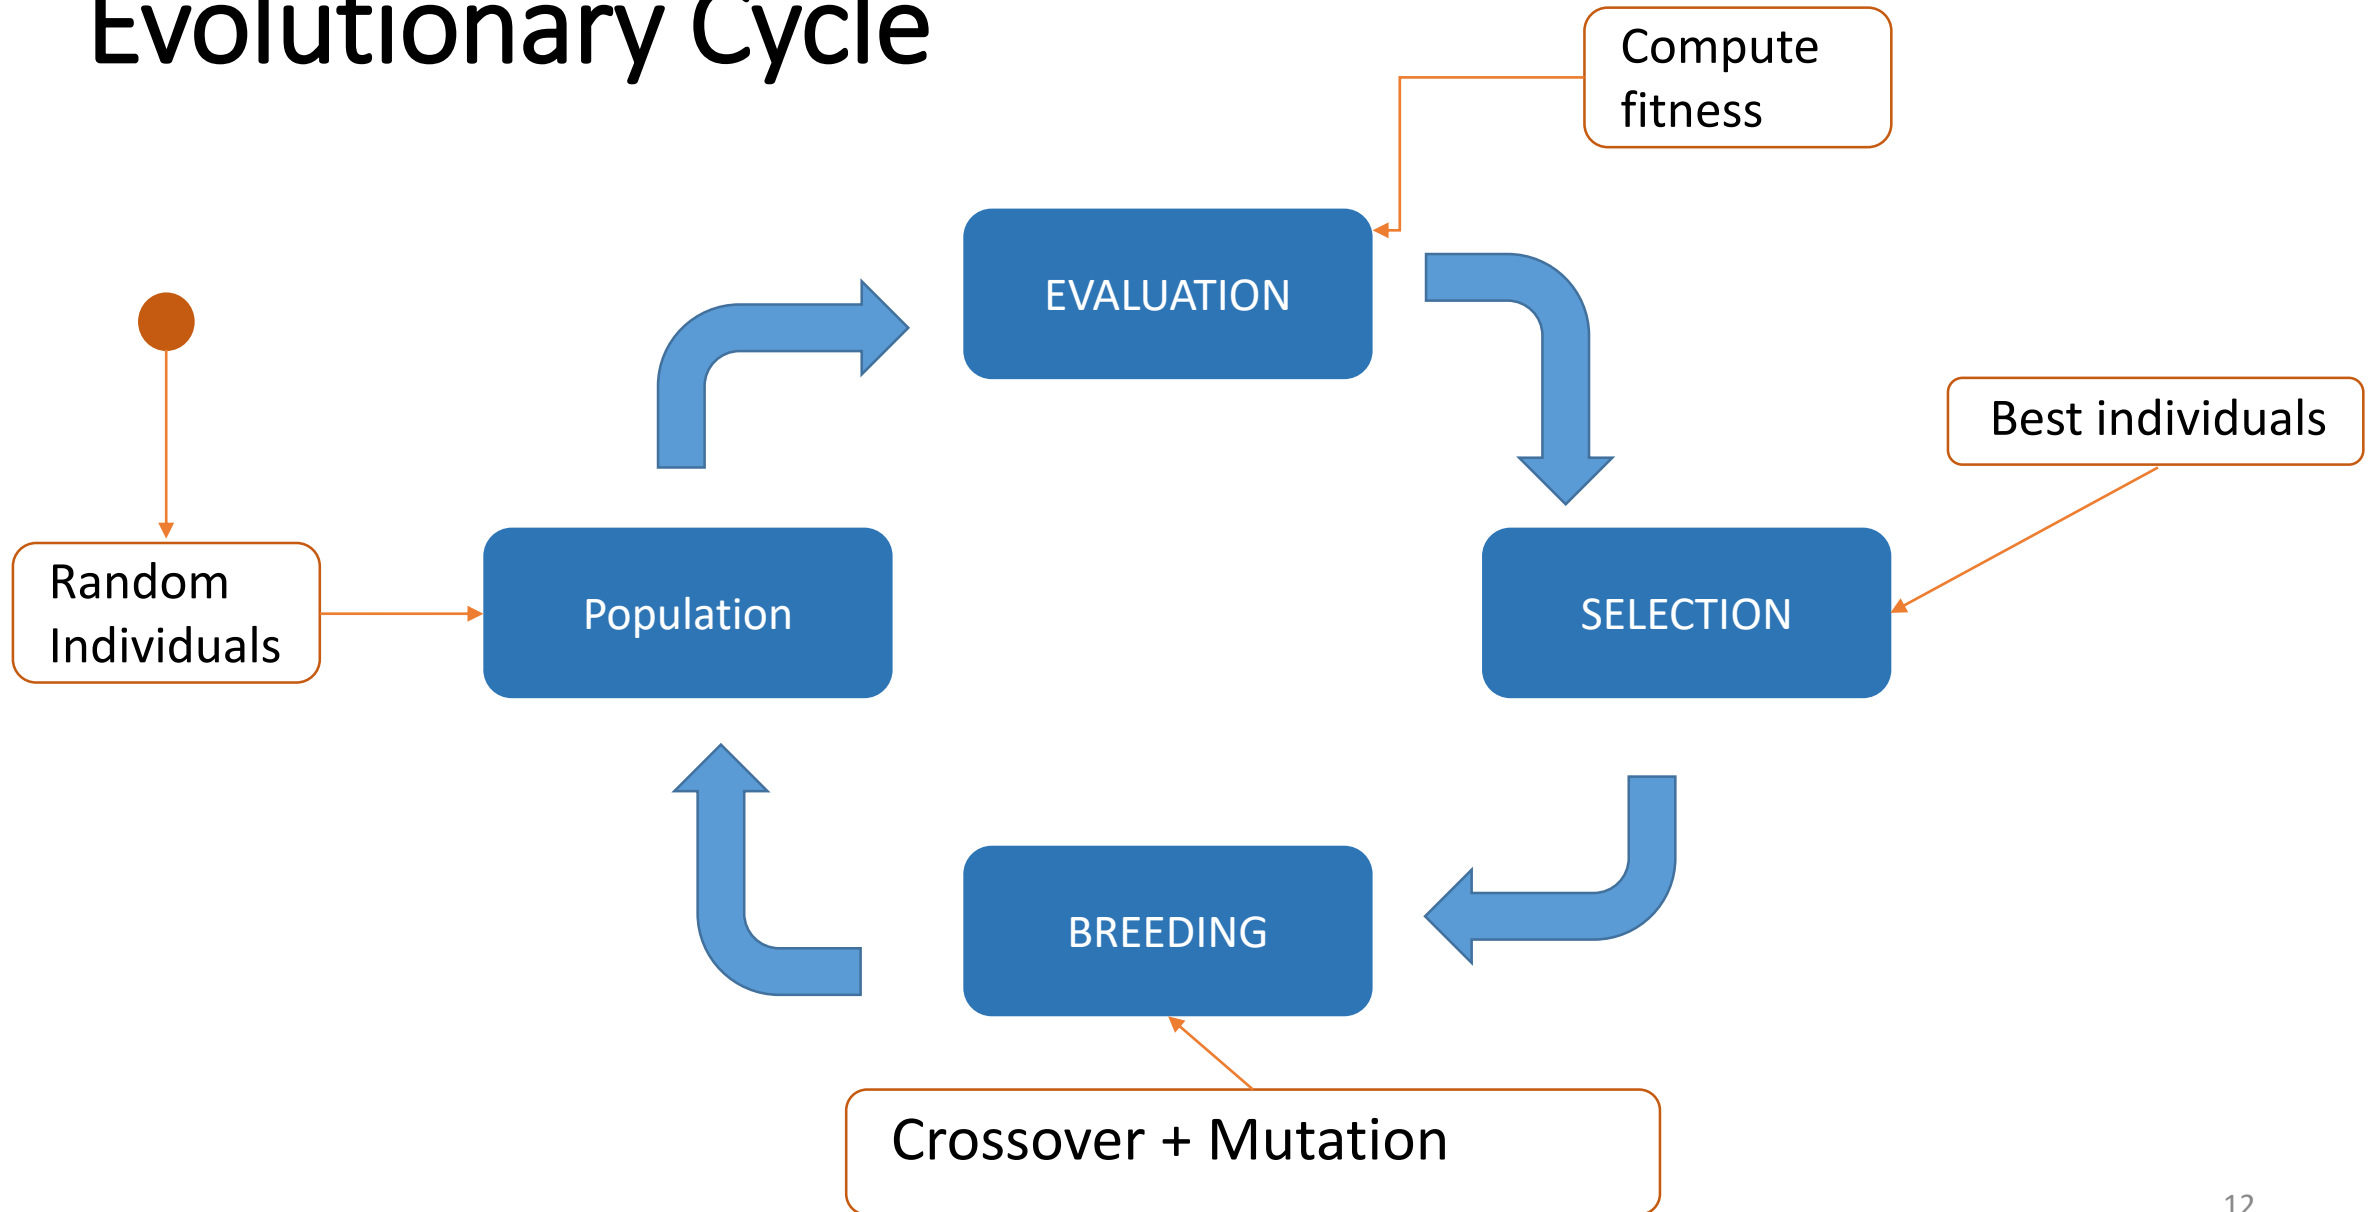 Evolutionary Cycle
Compute
fitness
EVALUATION
Best individuals
Random
Individuals
Population
SELECTION
BREEDING
Crossover + Mutation
12